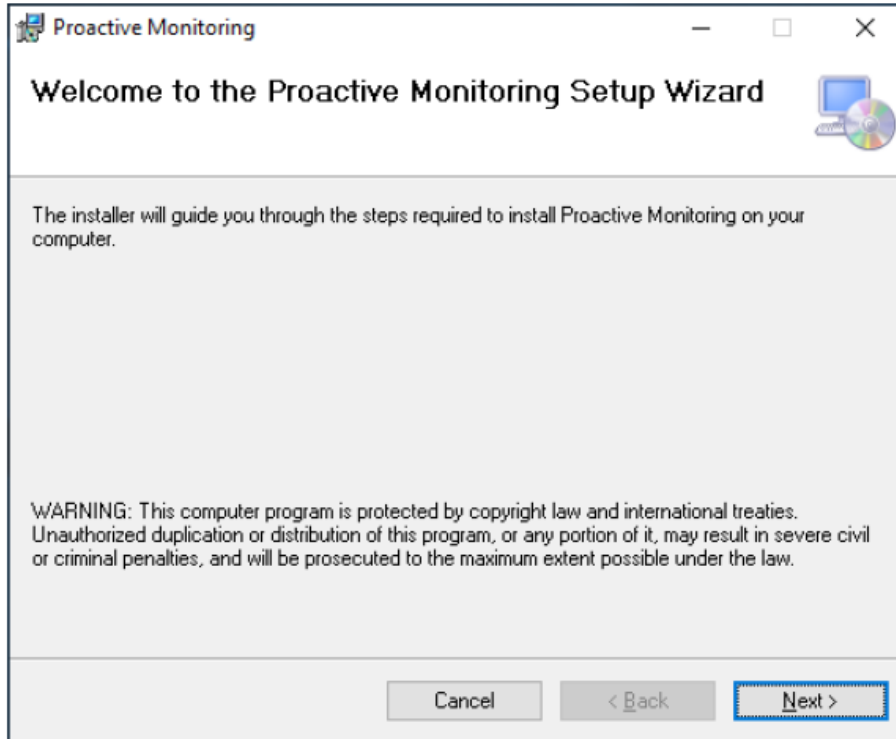 Proactive Monitoring
Welcome to the Proactive Monitoring Setup Wizard
The installer will guide you through the steps required to install Proactive Monitoring on your
computer.
WARNING: This computer program is protected by copyright law and international treaties.
Unauthorized duplication or distribution of this program, or any portion of it, may result in severe civil
or criminal penalties, and will be prosecuted to the maximum extent possible under the law.
Cancel
< Back
Next >